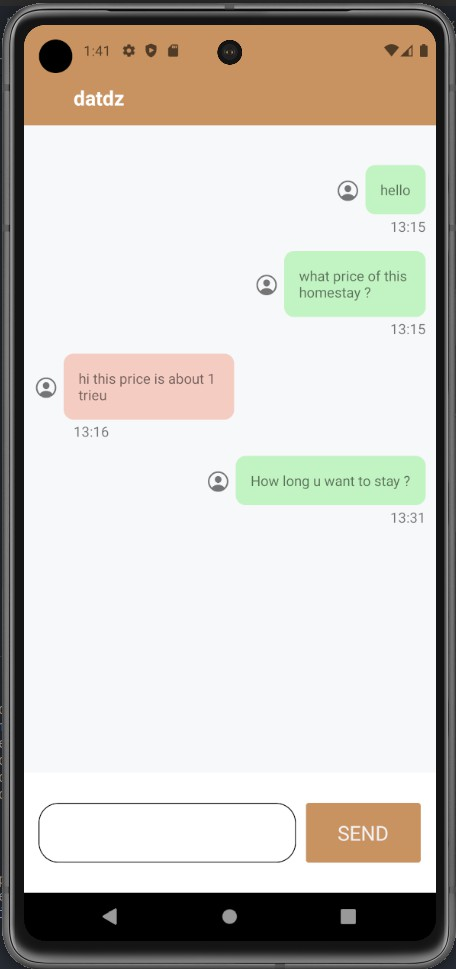 1:41
datdz
hello
13:15
what price of this
homestay ?
13:15
hi this price is about 1
trieu
13:16
How long u want to stay ?
13:31
SEND